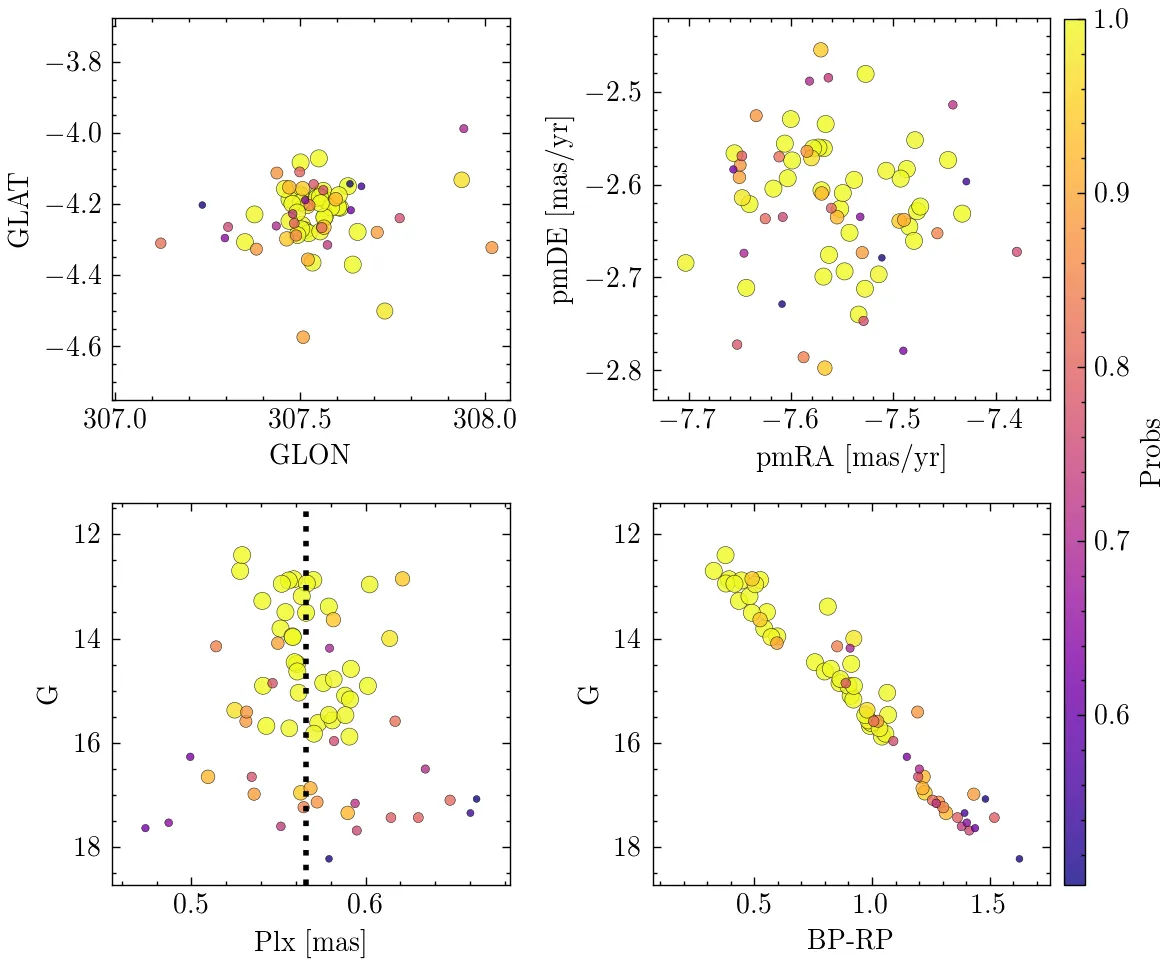 −3.8
−4.0
−4.2
−4.4
−4.6
GLAT
307.0 307.5 308.0
GLON
−2.5
−2.6
−2.7
−2.8
pmDE [mas/yr]
−7.7 −7.6 −7.5 −7.4
pmRA [mas/yr]
1.0
0.9
0.8
0.7
0.6
Probs
12
14
16
18
G
0.5 0.6
Plx [mas]
12
14
16
18
G
0.5 1.0 1.5
BP-RP